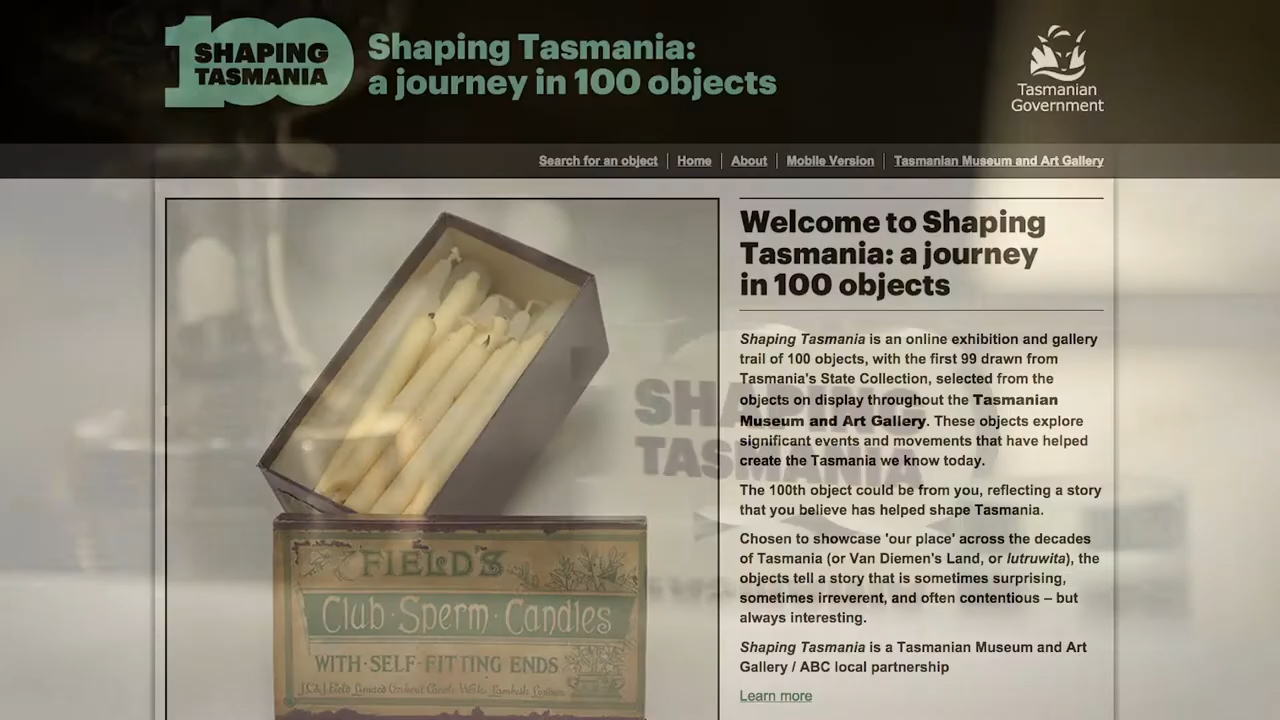 100
SHAPING
TASMANIA
Shaping Tasmania:
a journey in 100 objects
Tasmanian
Government
Search for an object
Home
About
Mobile Version
Tasmanian Museum and Art Gallery
FIELD'S
Club·Sperm·Candles
WITH·SELF-FITTING ENDS
Welcome to Shaping
Tasmania: a journey
in 100 objects
Shaping Tasmania is an online exhibition and gallery
trail of 100 objects, with the first 99 drawn from
Tasmania's State Collection, selected from the
objects on display throughout the Tasmanian
Museum and Art Gallery. These objects explore
significant events and movements that have helped
create the Tasmania we know today.
The 100th object could be from you, reflecting a story
that you believe has helped shape Tasmania.
Chosen to showcase 'our place' across the decades
of Tasmania (or Van Diemen's Land, or lutruwita), the
objects tell a story that is sometimes surprising,
sometimes irreverent, and often contentious – but
always interesting.
Shaping Tasmania is a Tasmanian Museum and Art
Gallery / ABC local partnership
Learn more
SHAPING
TASMANIA